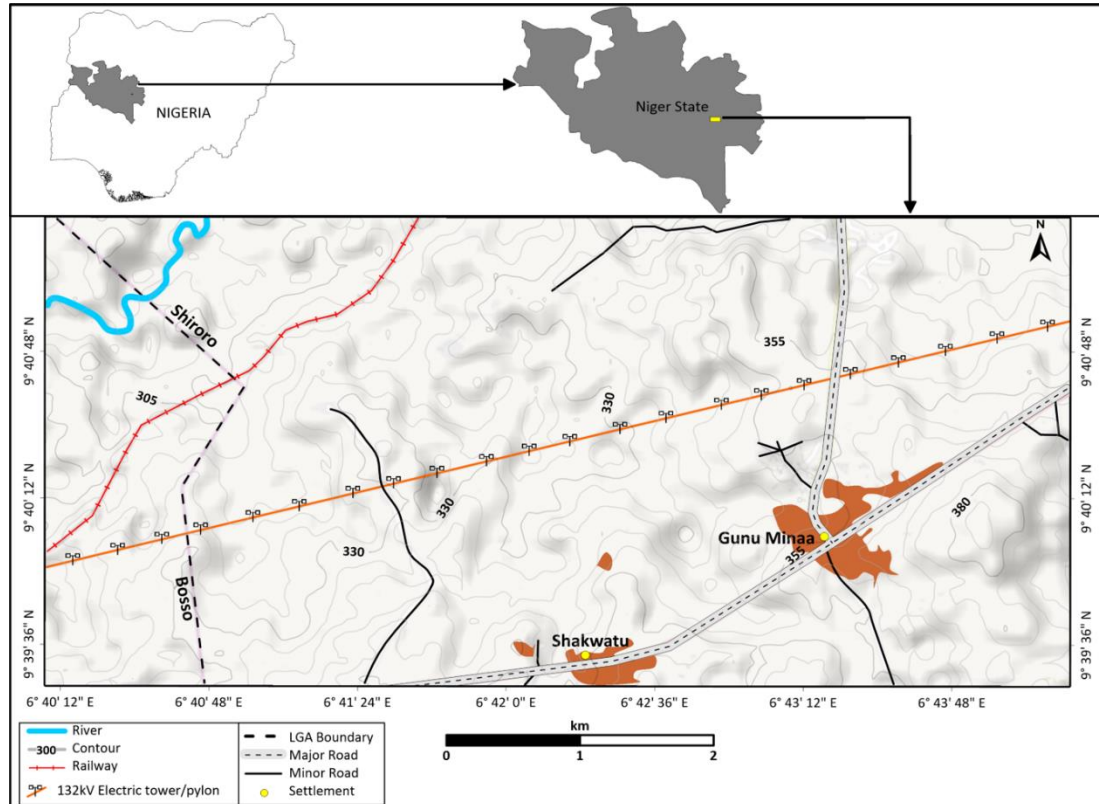 NIGERIA
Niger State
N
Shiroro
355
305
330
330
330
380
Gunu Minaa
355
Bosso
Shakwatu
9° 40' 48" N
9° 40' 12" N
9° 39' 36" N
9° 40' 48" N
9° 40' 12" N
9° 39' 36" N
6° 40' 12" E
6° 40' 48" E
6° 41' 24" E
6° 42' 0" E
6° 42' 36" E
6° 43' 12" E
6° 43' 48" E
River
300 Contour
Railway
132kV Electric tower/pylon
LGA Boundary
Major Road
Minor Road
Settlement
km
0 1 2